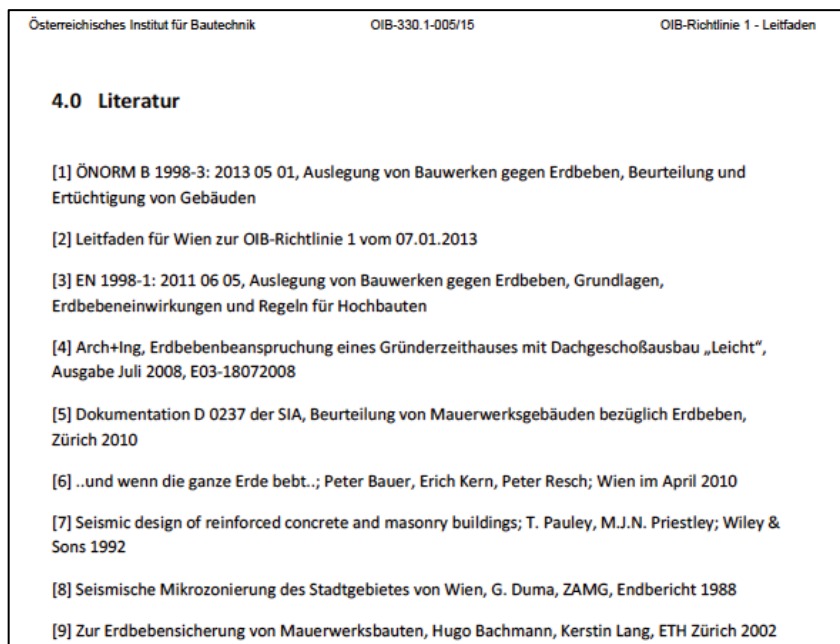 Österreichisches Institut für Bautechnik OIB-330.1-005/15 OIB-Richtlinie 1 - Leitfaden
4.0 Literatur
[1] ÖNORM B 1998-3: 2013 05 01, Auslegung von Bauwerken gegen Erdbeben, Beurteilung und
Ertüchtigung von Gebäuden
[2] Leitfaden für Wien zur OIB-Richtlinie 1 vom 07.01.2013
[3] EN 1998-1: 2011 06 05, Auslegung von Bauwerken gegen Erdbeben, Grundlagen,
Erdbebeneinwirkungen und Regeln für Hochbauten
[4] Arch+Ing, Erdbebenbeanspruchung eines Gründerzeithauses mit Dachgeschoßausbau „Leicht“,
Ausgabe Juli 2008, E03-18072008
[5] Dokumentation D 0237 der SIA, Beurteilung von Mauerwerksgebäuden bezüglich Erdbeben,
Zürich 2010
[6] ..und wenn die ganze Erde bebt..; Peter Bauer, Erich Kern, Peter Resch; Wien im April 2010
[7] Seismic design of reinforced concrete and masonry buildings; T. Pauley, M.J.N. Priestley; Wiley &
Sons 1992
[8] Seismische Mikrozonierung des Stadtgebietes von Wien, G. Duma, ZAMG, Endbericht 1988
[9] Zur Erdbebensicherung von Mauerwerksbauten, Hugo Bachmann, Kerstin Lang, ETH Zürich 2002